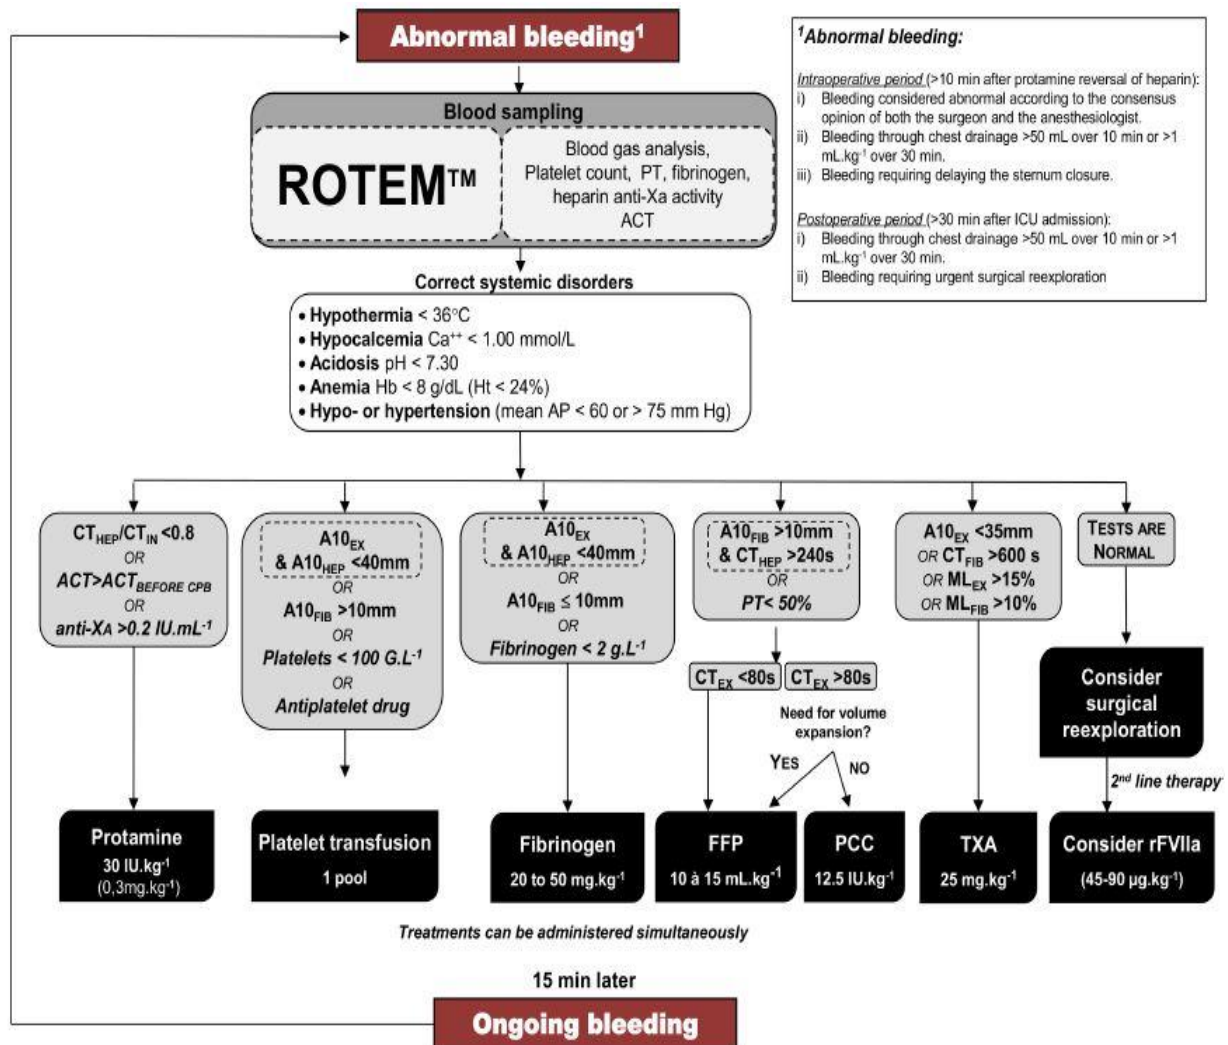 Abnormal bleeding¹
Blood sampling
ROTEM™
Blood gas analysis,
Platelet count, PT, fibrinogen,
heparin anti-Xa activity
ACT
¹Abnormal bleeding:
Intraoperative period (>10 min after protamine reversal of heparin):
i) Bleeding considered abnormal according to the consensus
opinion of both the surgeon and the anesthesiologist.
ii) Bleeding through chest drainage >50 mL over 10 min or >1
mL.kg⁻¹ over 30 min.
iii) Bleeding requiring delaying the sternum closure.
Postoperative period (>30 min after ICU admission):
i) Bleeding through chest drainage >50 mL over 10 min or >1
mL.kg⁻¹ over 30 min.
ii) Bleeding requiring urgent surgical reexploration
Correct systemic disorders
• Hypothermia < 36°C
• Hypocalcemia Ca⁺⁺ < 1.00 mmol/L
• Acidosis pH < 7.30
• Anemia Hb < 8 g/dL (Ht < 24%)
• Hypo- or hypertension (mean AP < 60 or > 75 mm Hg)
CT_HEP/CT_IN <0.8
OR
ACT>ACT_BEFORE CPB
OR
anti-XA >0.2 IU.mL⁻¹
A10_EX
& A10_HEP <40mm
OR
A10_FIB >10mm
OR
Platelets < 100 G.L⁻¹
OR
Antiplatelet drug
A10_EX
& A10_HEP <40mm
OR
A10_FIB ≤ 10mm
OR
Fibrinogen < 2 g.L⁻¹
A10_FIB >10mm
& CT_HEP >240s
OR
PT< 50%
CT_EX <80s
CT_EX >80s
Need for volume
expansion?
YES
NO
A10_EX <35mm
OR CT_FIB >600 s
OR ML_EX >15%
OR ML_FIB >10%
TESTS ARE
NORMAL
Consider
surgical
reexploration
2nd line therapy
Protamine
30 IU.kg⁻¹
(0,3mg.kg⁻¹)
Platelet transfusion
1 pool
Fibrinogen
20 to 50 mg.kg⁻¹
FFP
10 à 15 mL.kg⁻¹
PCC
12.5 IU.kg⁻¹
TXA
25 mg.kg⁻¹
Consider rFVIIa
(45-90 µg.kg⁻¹)
Treatments can be administered simultaneously
15 min later
Ongoing bleeding